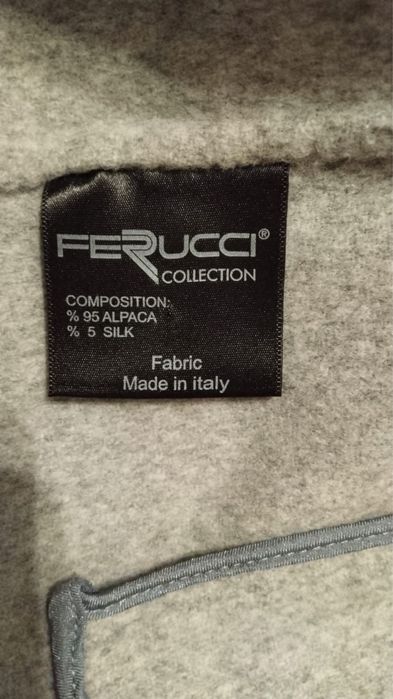 FERUCCI®
COLLECTION
COMPOSITION:
% 95 ALPACA
% 5 SILK
Fabric
Made in italy